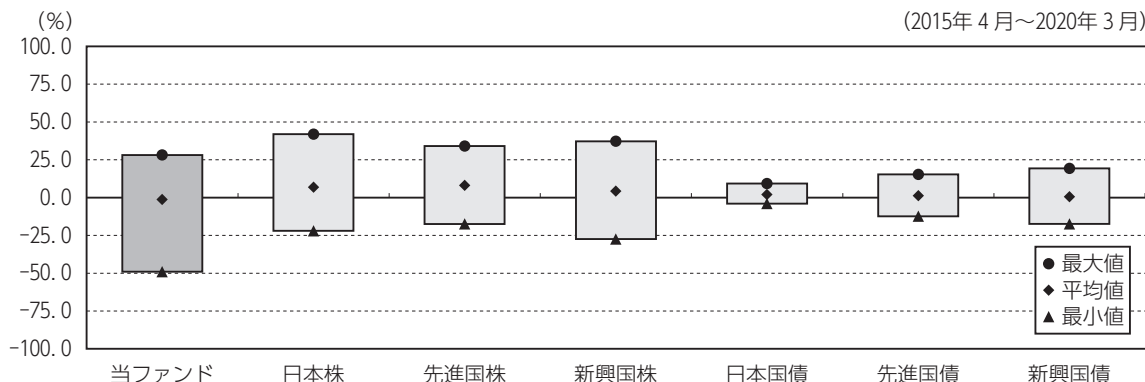 (%)
(2015年4月～2020年3月)
100.0
75.0
50.0
25.0
0.0
-25.0
-50.0
-75.0
-100.0
● 最大値
◆ 平均値
▲ 最小値
当ファンド 日本株 先進国株 新興国株 日本国債 先進国債 新興国債